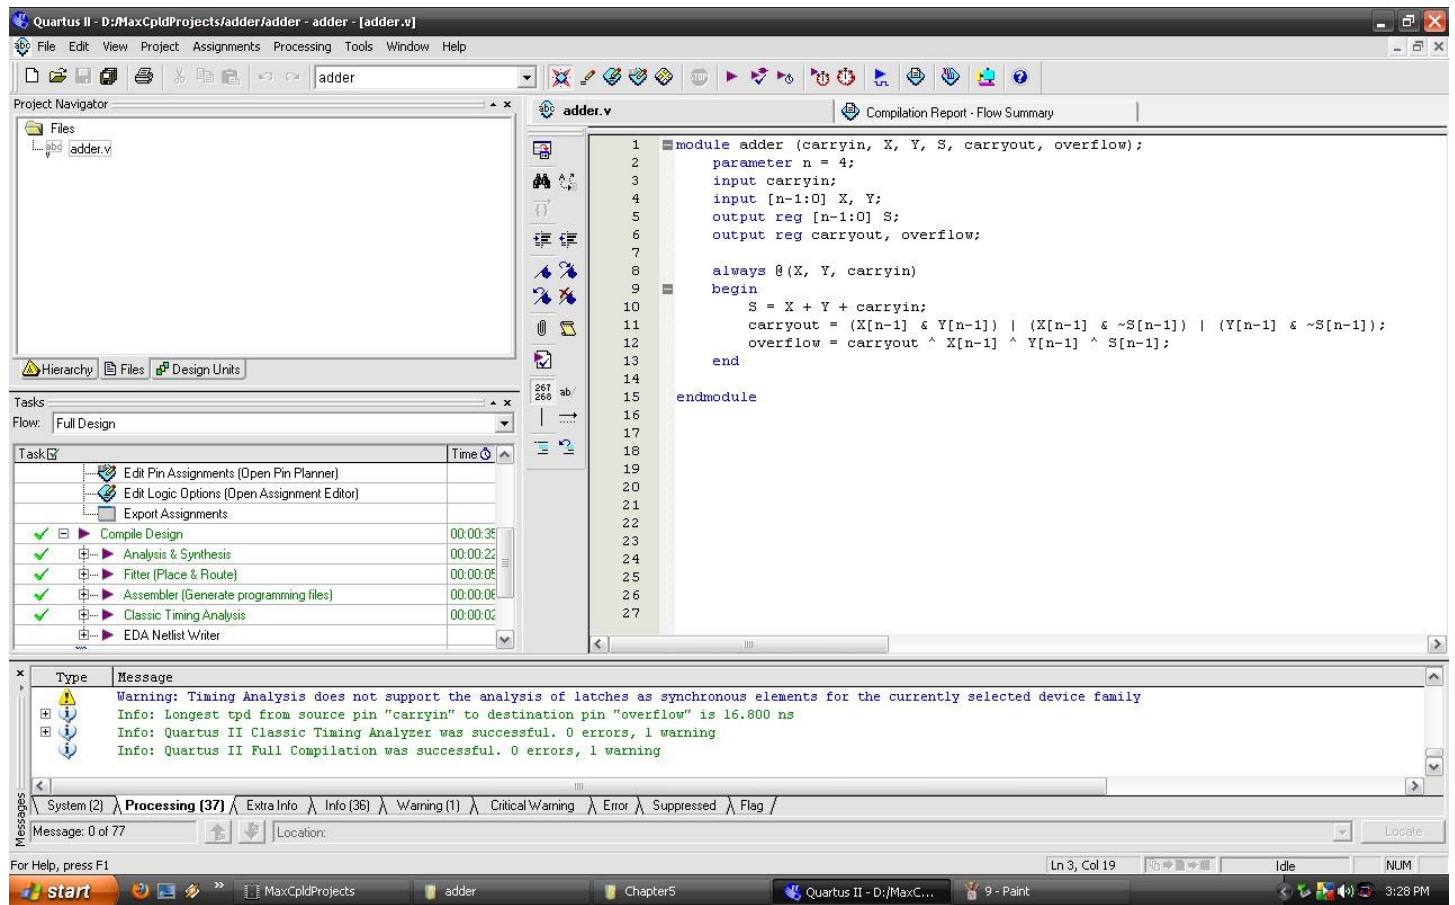 Quartus II - D:/MaxCpldProjects/adder/adder - adder - [adder.v]
File Edit View Project Assignments Processing Tools Window Help
adder
Project Navigator
Files
adder.v
Hierarchy Files Design Units
Tasks
Flow: Full Design
Task Time
Edit Pin Assignments (Open Pin Planner)
Edit Logic Options (Open Assignment Editor)
Export Assignments
Compile Design 00:00:35
Analysis & Synthesis 00:00:22
Fitter (Place & Route) 00:00:05
Assembler (Generate programming files) 00:00:06
Classic Timing Analysis 00:00:02
EDA Netlist Writer
adder.v Compilation Report - Flow Summary
267
268
ab/
1 module adder (carryin, X, Y, S, carryout, overflow);
2 parameter n = 4;
3 input carryin;
4 input [n-1:0] X, Y;
5 output reg [n-1:0] S;
6 output reg carryout, overflow;
7
8 always @(X, Y, carryin)
9 begin
10 S = X + Y + carryin;
11 carryout = (X[n-1] & Y[n-1]) | (X[n-1] & ~S[n-1]) | (Y[n-1] & ~S[n-1]);
12 overflow = carryout ^ X[n-1] ^ Y[n-1] ^ S[n-1];
13 end
14
15 endmodule
16
17
18
19
20
21
22
23
24
25
26
27
Type Message
Warning: Timing Analysis does not support the analysis of latches as synchronous elements for the currently selected device family
Info: Longest tpd from source pin "carryin" to destination pin "overflow" is 16.800 ns
Info: Quartus II Classic Timing Analyzer was successful. 0 errors, 1 warning
Info: Quartus II Full Compilation was successful. 0 errors, 1 warning
Messages
System (2) Processing (37) Extra Info Info (36) Warning (1) Critical Warning Error Suppressed Flag
Message: 0 of 77 Location: Locate
For Help, press F1 Ln 3, Col 19 Idle NUM
start MaxCpldProjects adder Chapter5 Quartus II - D:/MaxC... 9 - Paint 3:28 PM